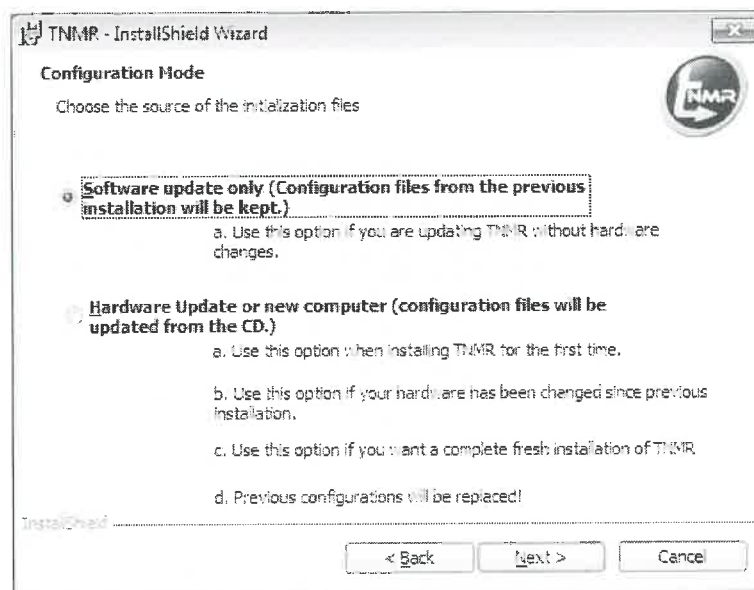 TNMR - InstallShield Wizard
Configuration Mode
Choose the source of the initialization files
TNMR
Software update only (Configuration files from the previous
installation will be kept.)
a. Use this option if you are updating TNMR without hardware
changes.
Hardware Update or new computer (configuration files will be
updated from the CD.)
a. Use this option when installing TNMR for the first time.
b. Use this option if your hardware has been changed since previous
installation.
c. Use this option if you want a complete fresh installation of TNMR
d. Previous configurations will be replaced!
InstallShield
< Back
Next >
Cancel